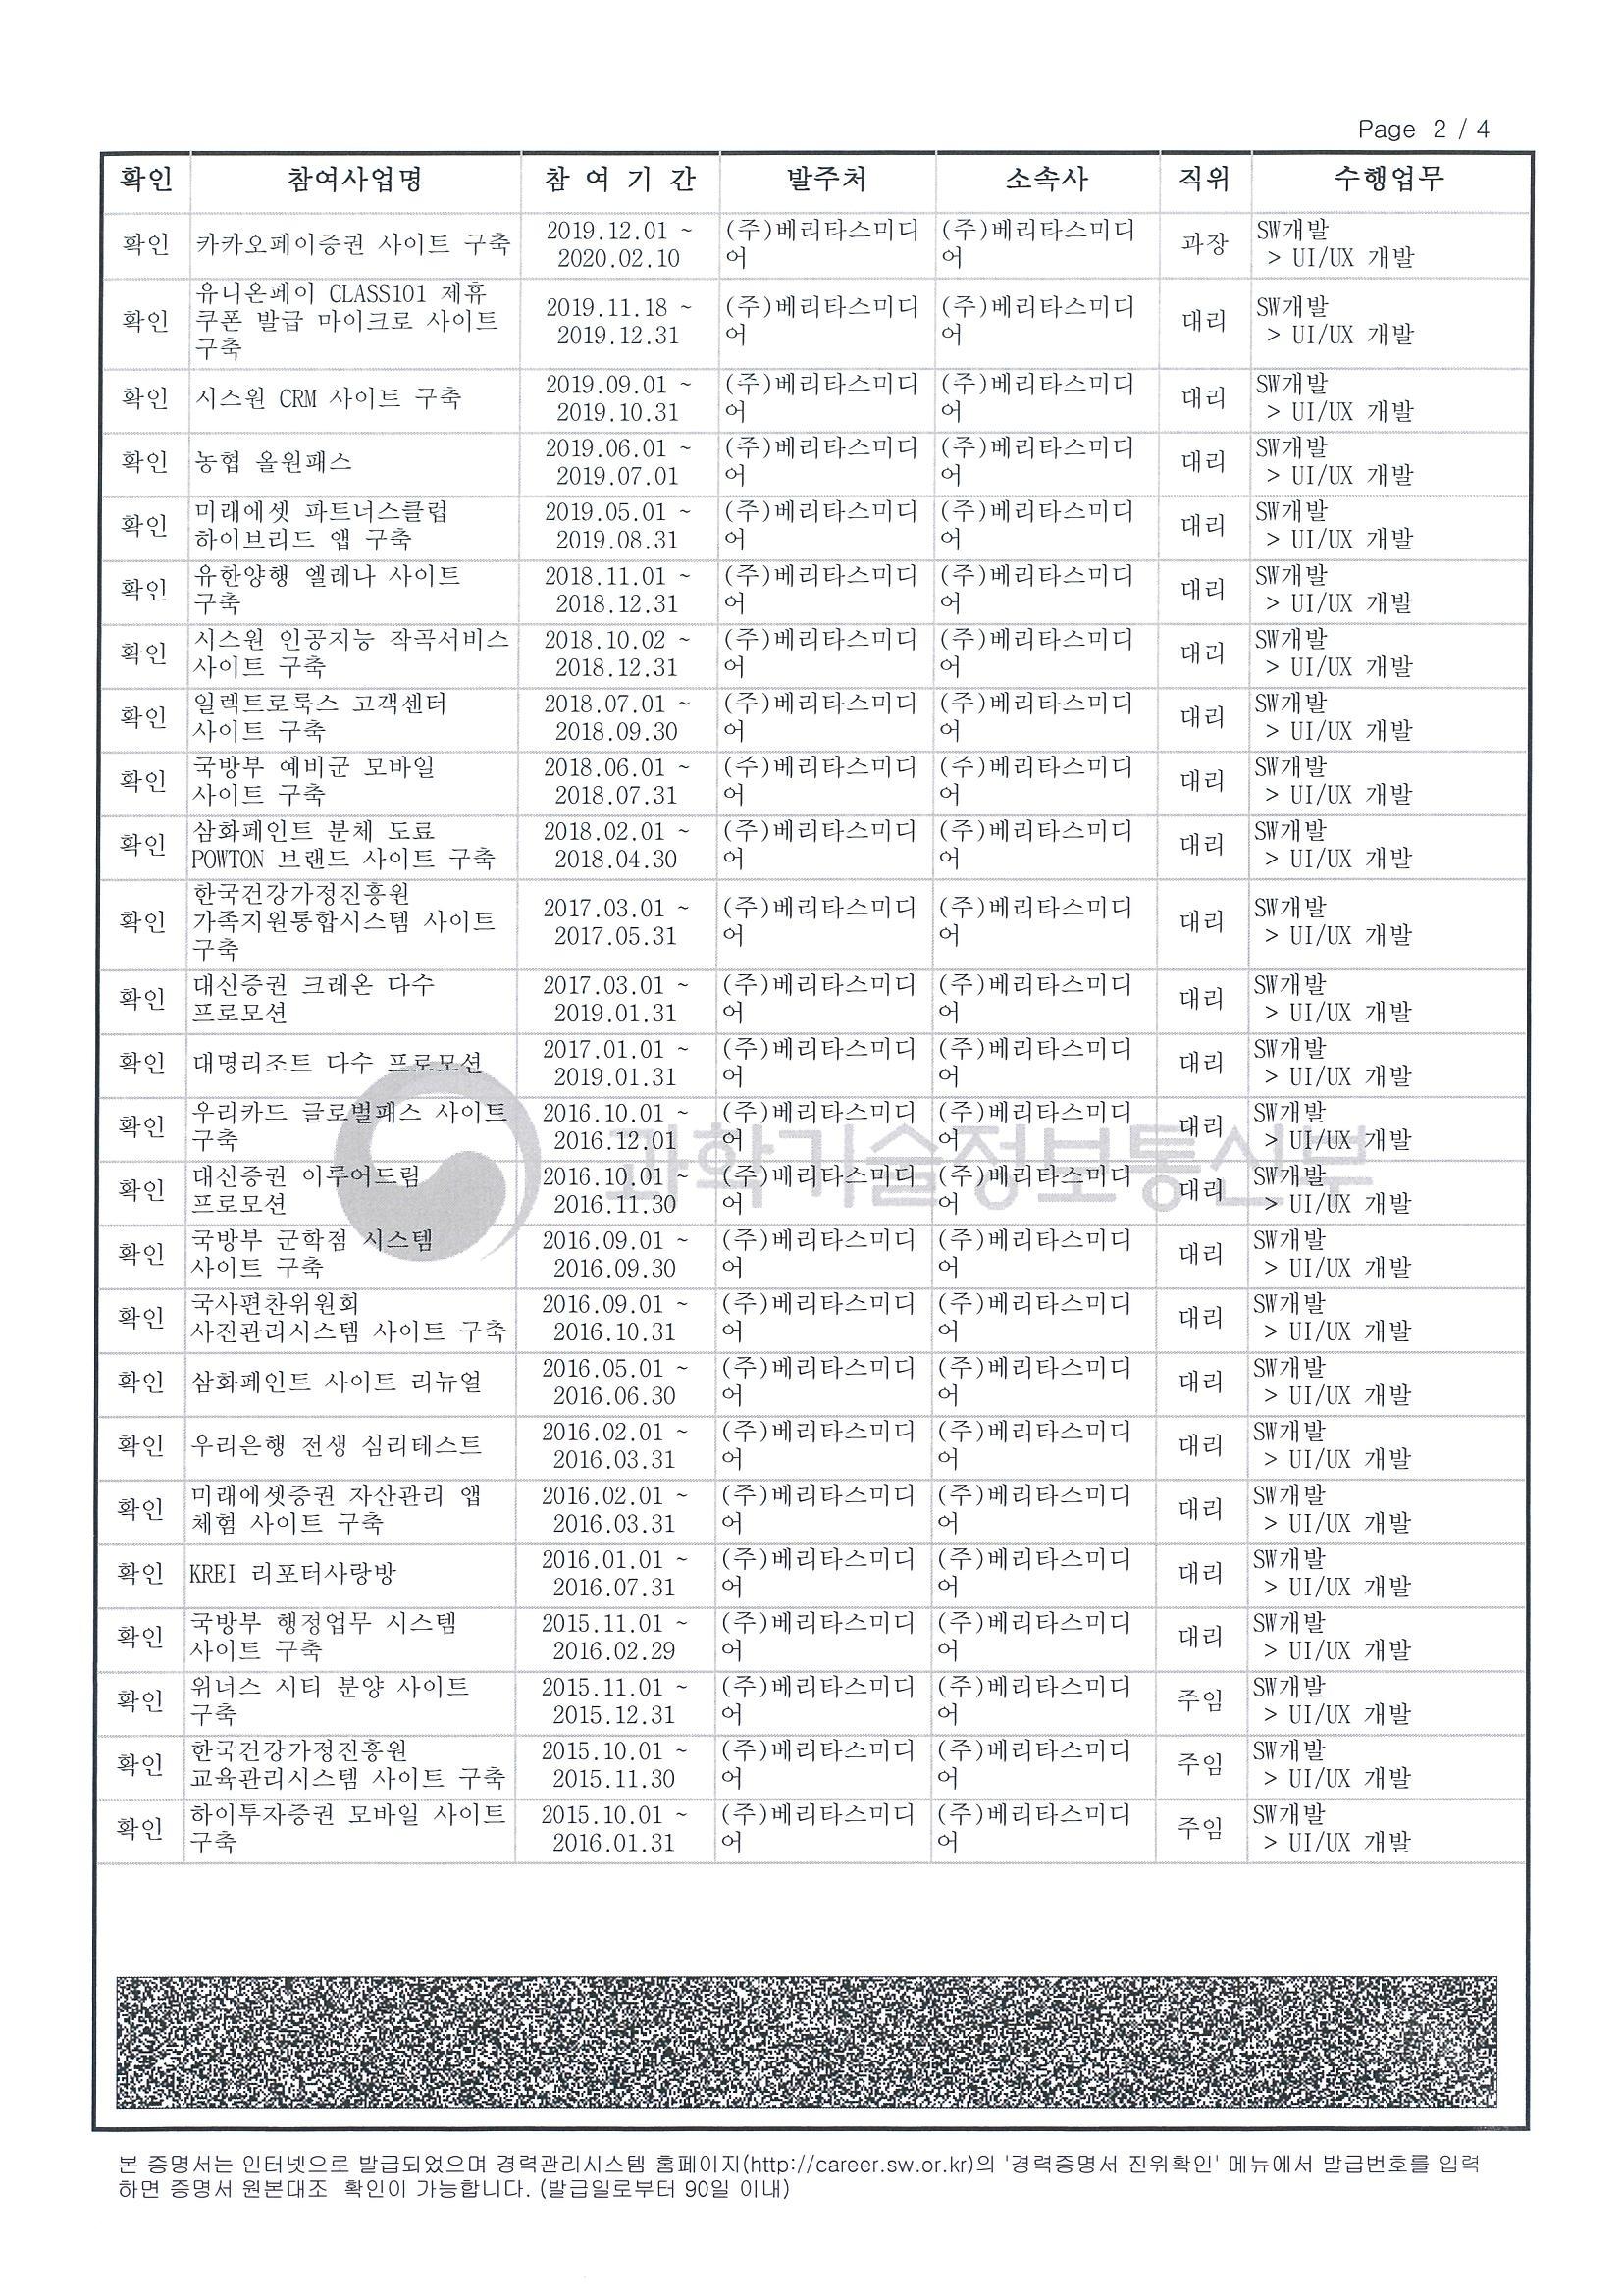 Page 2 / 4
확인 참여사업명 참 여 기 간 발주처 소속사 직위 수행업무
확인 카카오페이증권 사이트 구축 2019.12.01 ~ 2020.02.10 (주)베리타스미디어 (주)베리타스미디어 과장 SW개발 > UI/UX 개발
확인 유니온페이 CLASS101 제휴 쿠폰 발급 마이크로 사이트 구축 2019.11.18 ~ 2019.12.31 (주)베리타스미디어 (주)베리타스미디어 대리 SW개발 > UI/UX 개발
확인 시스원 CRM 사이트 구축 2019.09.01 ~ 2019.10.31 (주)베리타스미디어 (주)베리타스미디어 대리 SW개발 > UI/UX 개발
확인 농협 올원패스 2019.06.01 ~ 2019.07.01 (주)베리타스미디어 (주)베리타스미디어 대리 SW개발 > UI/UX 개발
확인 미래에셋 파트너스클럽 하이브리드 앱 구축 2019.05.01 ~ 2019.08.31 (주)베리타스미디어 (주)베리타스미디어 대리 SW개발 > UI/UX 개발
확인 유한양행 엘레나 사이트 구축 2018.11.01 ~ 2018.12.31 (주)베리타스미디어 (주)베리타스미디어 대리 SW개발 > UI/UX 개발
확인 시스원 인공지능 작곡서비스 사이트 구축 2018.10.02 ~ 2018.12.31 (주)베리타스미디어 (주)베리타스미디어 대리 SW개발 > UI/UX 개발
확인 일렉트로룩스 고객센터 사이트 구축 2018.07.01 ~ 2018.09.30 (주)베리타스미디어 (주)베리타스미디어 대리 SW개발 > UI/UX 개발
확인 국방부 예비군 모바일 사이트 구축 2018.06.01 ~ 2018.07.31 (주)베리타스미디어 (주)베리타스미디어 대리 SW개발 > UI/UX 개발
확인 삼화페인트 분체 도료 POWTON 브랜드 사이트 구축 2018.02.01 ~ 2018.04.30 (주)베리타스미디어 (주)베리타스미디어 대리 SW개발 > UI/UX 개발
확인 한국건강가정진흥원 가족지원통합시스템 사이트 구축 2017.03.01 ~ 2017.05.31 (주)베리타스미디어 (주)베리타스미디어 대리 SW개발 > UI/UX 개발
확인 대신증권 크레온 다수 프로모션 2017.03.01 ~ 2019.01.31 (주)베리타스미디어 (주)베리타스미디어 대리 SW개발 > UI/UX 개발
확인 대명리조트 다수 프로모션 2017.01.01 ~ 2019.01.31 (주)베리타스미디어 (주)베리타스미디어 대리 SW개발 > UI/UX 개발
확인 우리카드 글로벌패스 사이트 구축 2016.10.01 ~ 2016.12.01 (주)베리타스미디어 (주)베리타스미디어 대리 SW개발 > UI/UX 개발
과학기술정보통신부
확인 대신증권 이루어드림 프로모션 2016.10.01 ~ 2016.11.30 (주)베리타스미디어 (주)베리타스미디어 대리 SW개발 > UI/UX 개발
확인 국방부 군학점 시스템 사이트 구축 2016.09.01 ~ 2016.09.30 (주)베리타스미디어 (주)베리타스미디어 대리 SW개발 > UI/UX 개발
확인 국사편찬위원회 사진관리시스템 사이트 구축 2016.09.01 ~ 2016.10.31 (주)베리타스미디어 (주)베리타스미디어 대리 SW개발 > UI/UX 개발
확인 삼화페인트 사이트 리뉴얼 2016.05.01 ~ 2016.06.30 (주)베리타스미디어 (주)베리타스미디어 대리 SW개발 > UI/UX 개발
확인 우리은행 전생 심리테스트 2016.02.01 ~ 2016.03.31 (주)베리타스미디어 (주)베리타스미디어 대리 SW개발 > UI/UX 개발
확인 미래에셋증권 자산관리 앱 체험 사이트 구축 2016.02.01 ~ 2016.03.31 (주)베리타스미디어 (주)베리타스미디어 대리 SW개발 > UI/UX 개발
확인 KREI 리포터사랑방 2016.01.01 ~ 2016.07.31 (주)베리타스미디어 (주)베리타스미디어 대리 SW개발 > UI/UX 개발
확인 국방부 행정업무 시스템 사이트 구축 2015.11.01 ~ 2016.02.29 (주)베리타스미디어 (주)베리타스미디어 대리 SW개발 > UI/UX 개발
확인 위너스 시티 분양 사이트 구축 2015.11.01 ~ 2015.12.31 (주)베리타스미디어 (주)베리타스미디어 주임 SW개발 > UI/UX 개발
확인 한국건강가정진흥원 교육관리시스템 사이트 구축 2015.10.01 ~ 2015.11.30 (주)베리타스미디어 (주)베리타스미디어 주임 SW개발 > UI/UX 개발
확인 하이투자증권 모바일 사이트 구축 2015.10.01 ~ 2016.01.31 (주)베리타스미디어 (주)베리타스미디어 주임 SW개발 > UI/UX 개발
본 증명서는 인터넷으로 발급되었으며 경력관리시스템 홈페이지(http://career.sw.or.kr)의 '경력증명서 진위확인' 메뉴에서 발급번호를 입력
하면 증명서 원본대조 확인이 가능합니다. (발급일로부터 90일 이내)